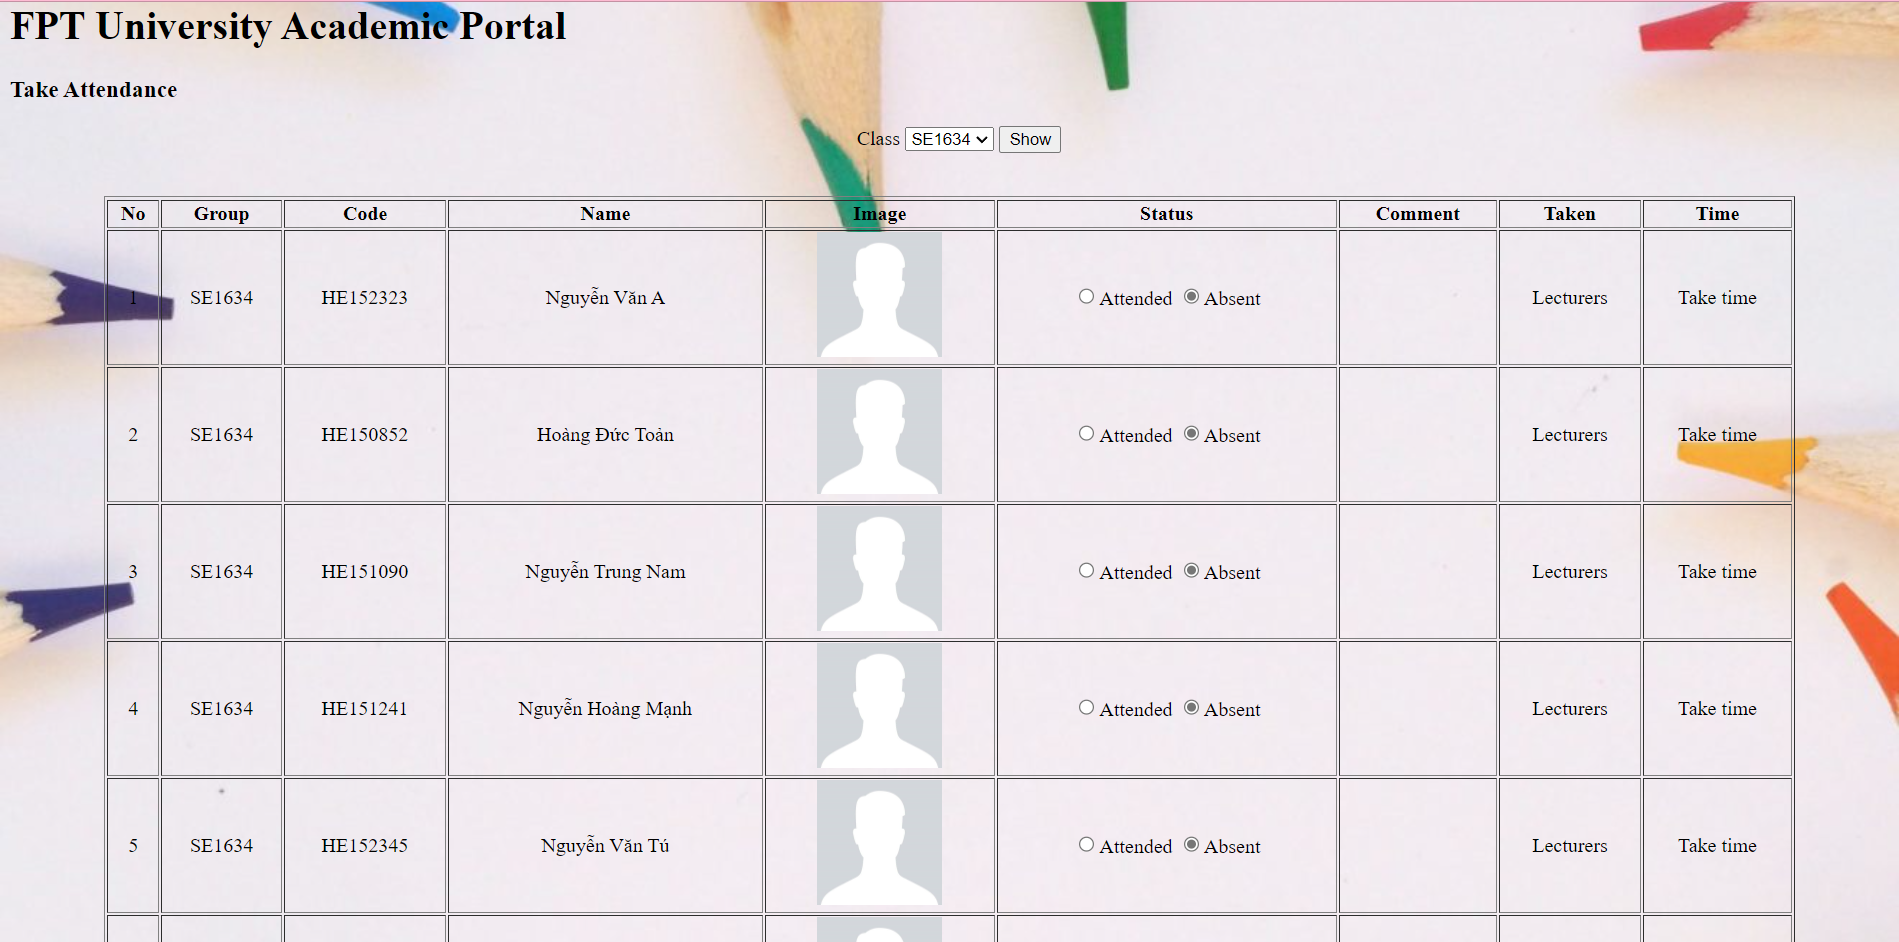 FPT University Academic Portal
Take Attendance
Class SE1634 Show
No Group Code Name Image Status Comment Taken Time
1 SE1634 HE152323 Nguyễn Văn A Attended Absent Lecturers Take time
2 SE1634 HE150852 Hoàng Đức Toàn Attended Absent Lecturers Take time
3 SE1634 HE151090 Nguyễn Trung Nam Attended Absent Lecturers Take time
4 SE1634 HE151241 Nguyễn Hoàng Mạnh Attended Absent Lecturers Take time
5 SE1634 HE152345 Nguyễn Văn Tú Attended Absent Lecturers Take time